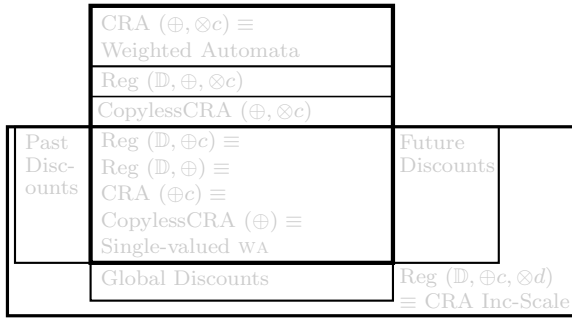 CRA (⊕, ⊗c) ≡
Weighted Automata
Reg (𝔻, ⊕, ⊗c)
CopylessCRA (⊕, ⊗c)
Past
Disc-
ounts
Reg (𝔻, ⊕c) ≡
Reg (𝔻, ⊕) ≡
CRA (⊕c) ≡
CopylessCRA (⊕) ≡
Single-valued WA
Future
Discounts
Global Discounts
Reg (𝔻, ⊕c, ⊗d)
≡ CRA Inc-Scale